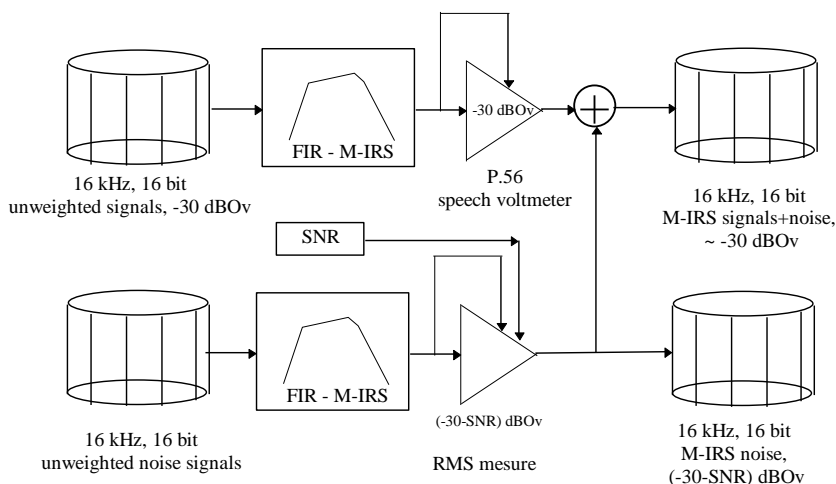 -30 dBOv
FIR - M-IRS
16 kHz, 16 bit
unweighted signals, -30 dBOv
P.56
speech voltmeter
16 kHz, 16 bit
M-IRS signals+noise,
~ -30 dBOv
SNR
FIR - M-IRS
(-30-SNR) dBOv
16 kHz, 16 bit
unweighted noise signals
RMS mesure
16 kHz, 16 bit
M-IRS noise,
(-30-SNR) dBOv